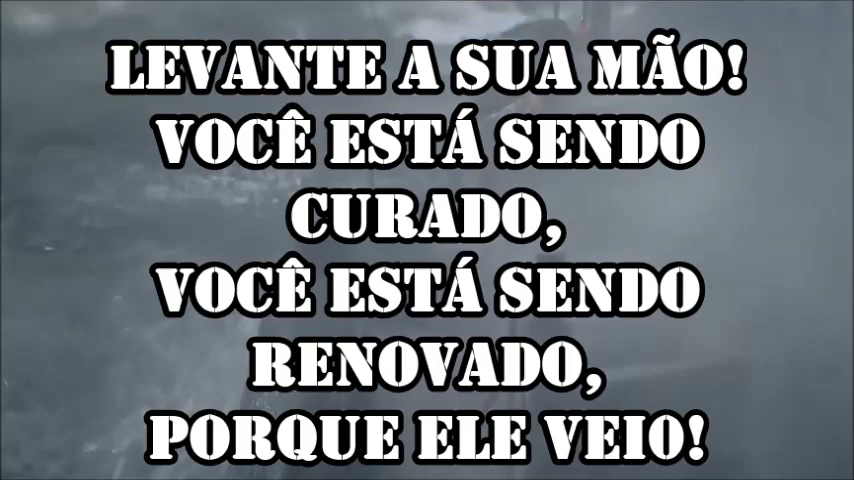 LEVANTE A SUA MÃO!
VOCÊ ESTÁ SENDO
CURADO,
VOCÊ ESTÁ SENDO
RENOVADO,
PORQUE ELE VEIO!